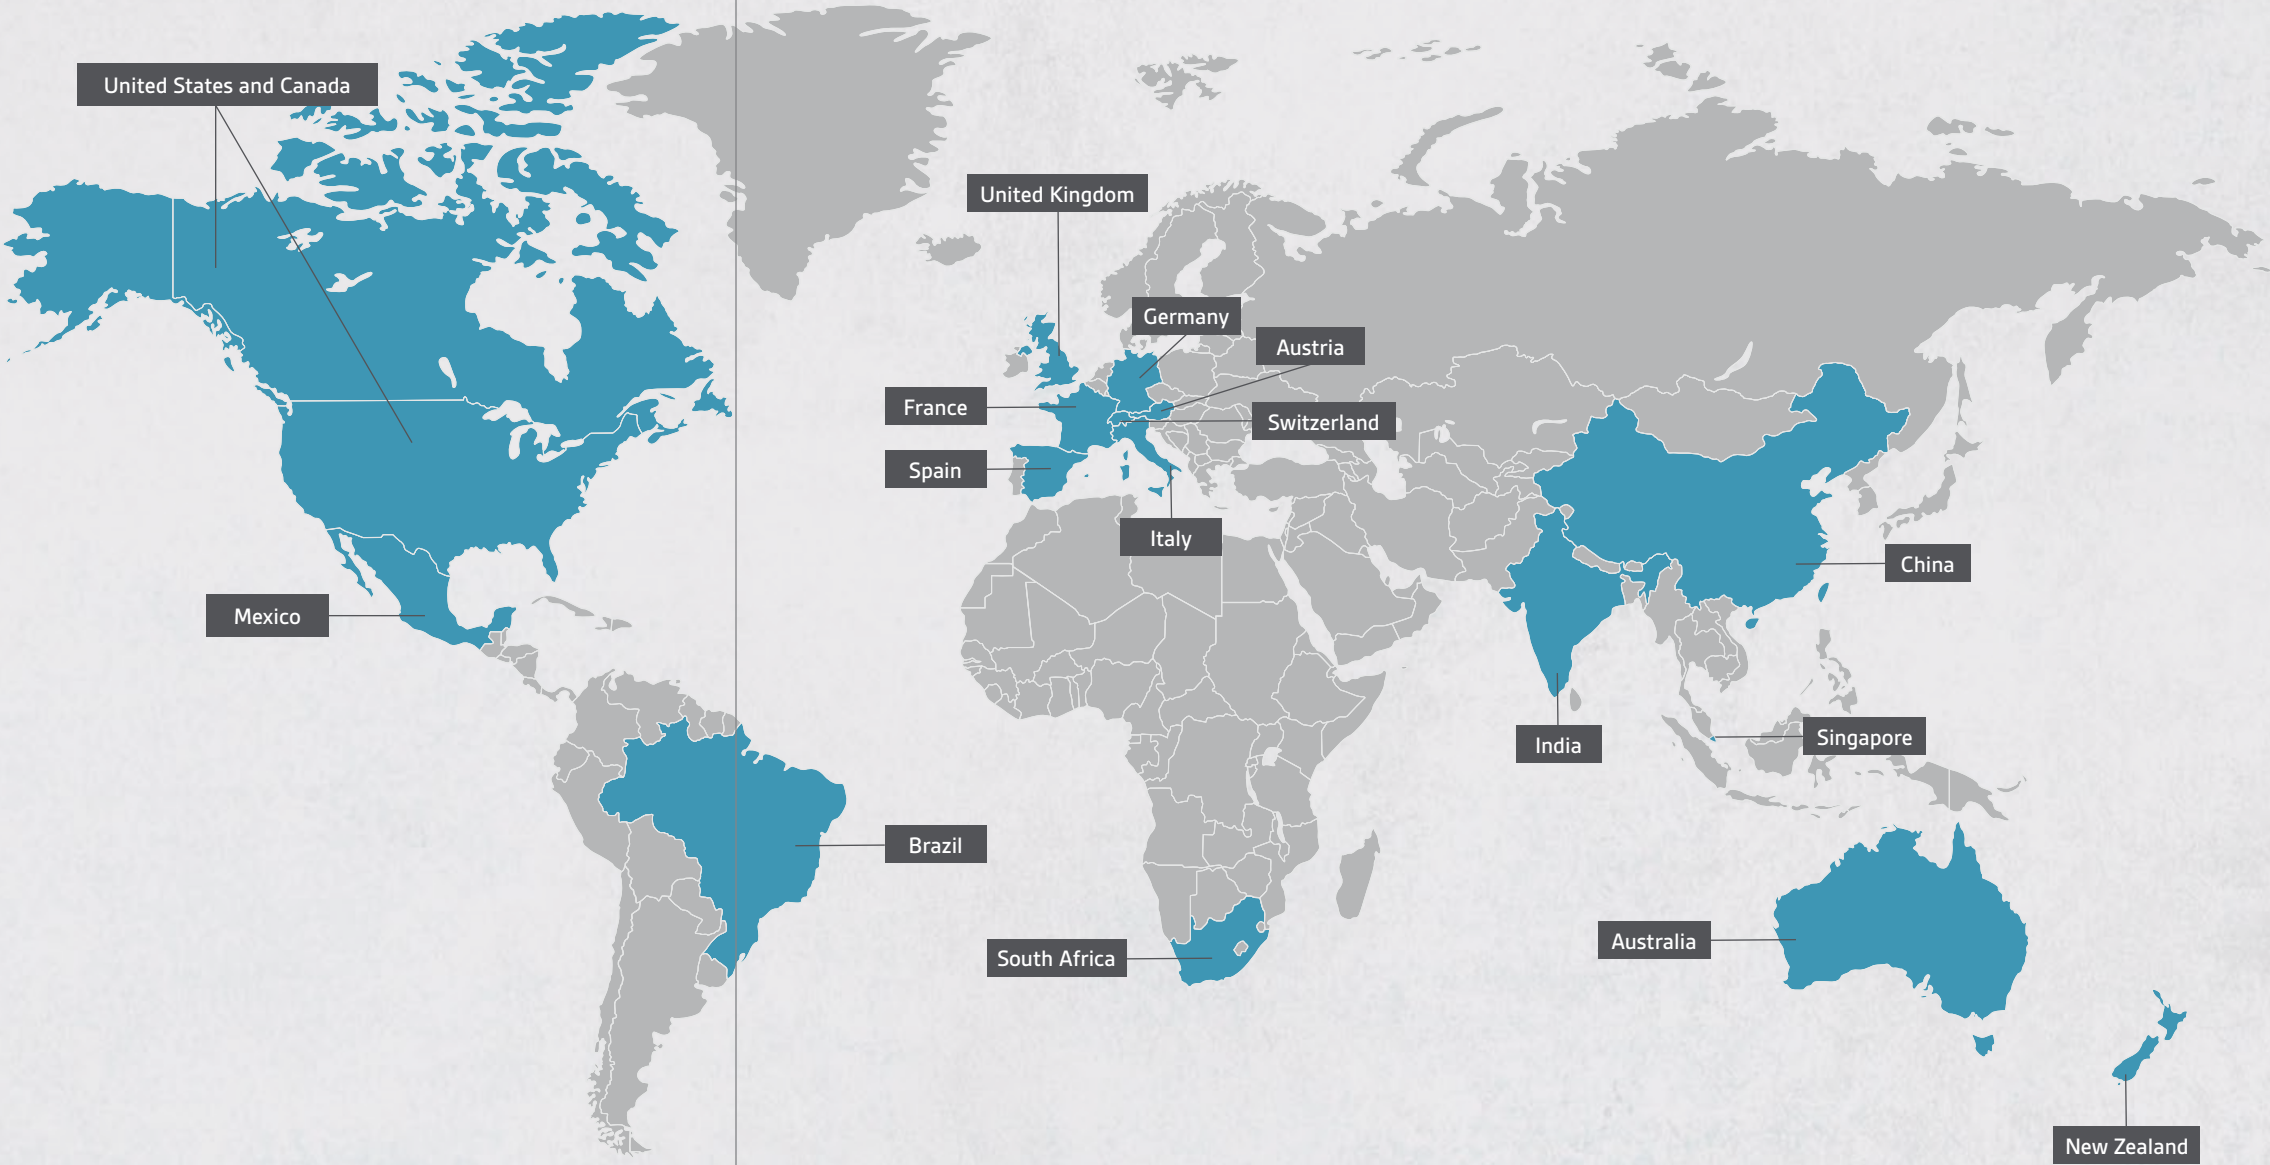 United States and Canada
United Kingdom
Germany
Austria
France
Switzerland
Spain
Italy
China
Mexico
Singapore
India
Brazil
Australia
South Africa
New Zealand